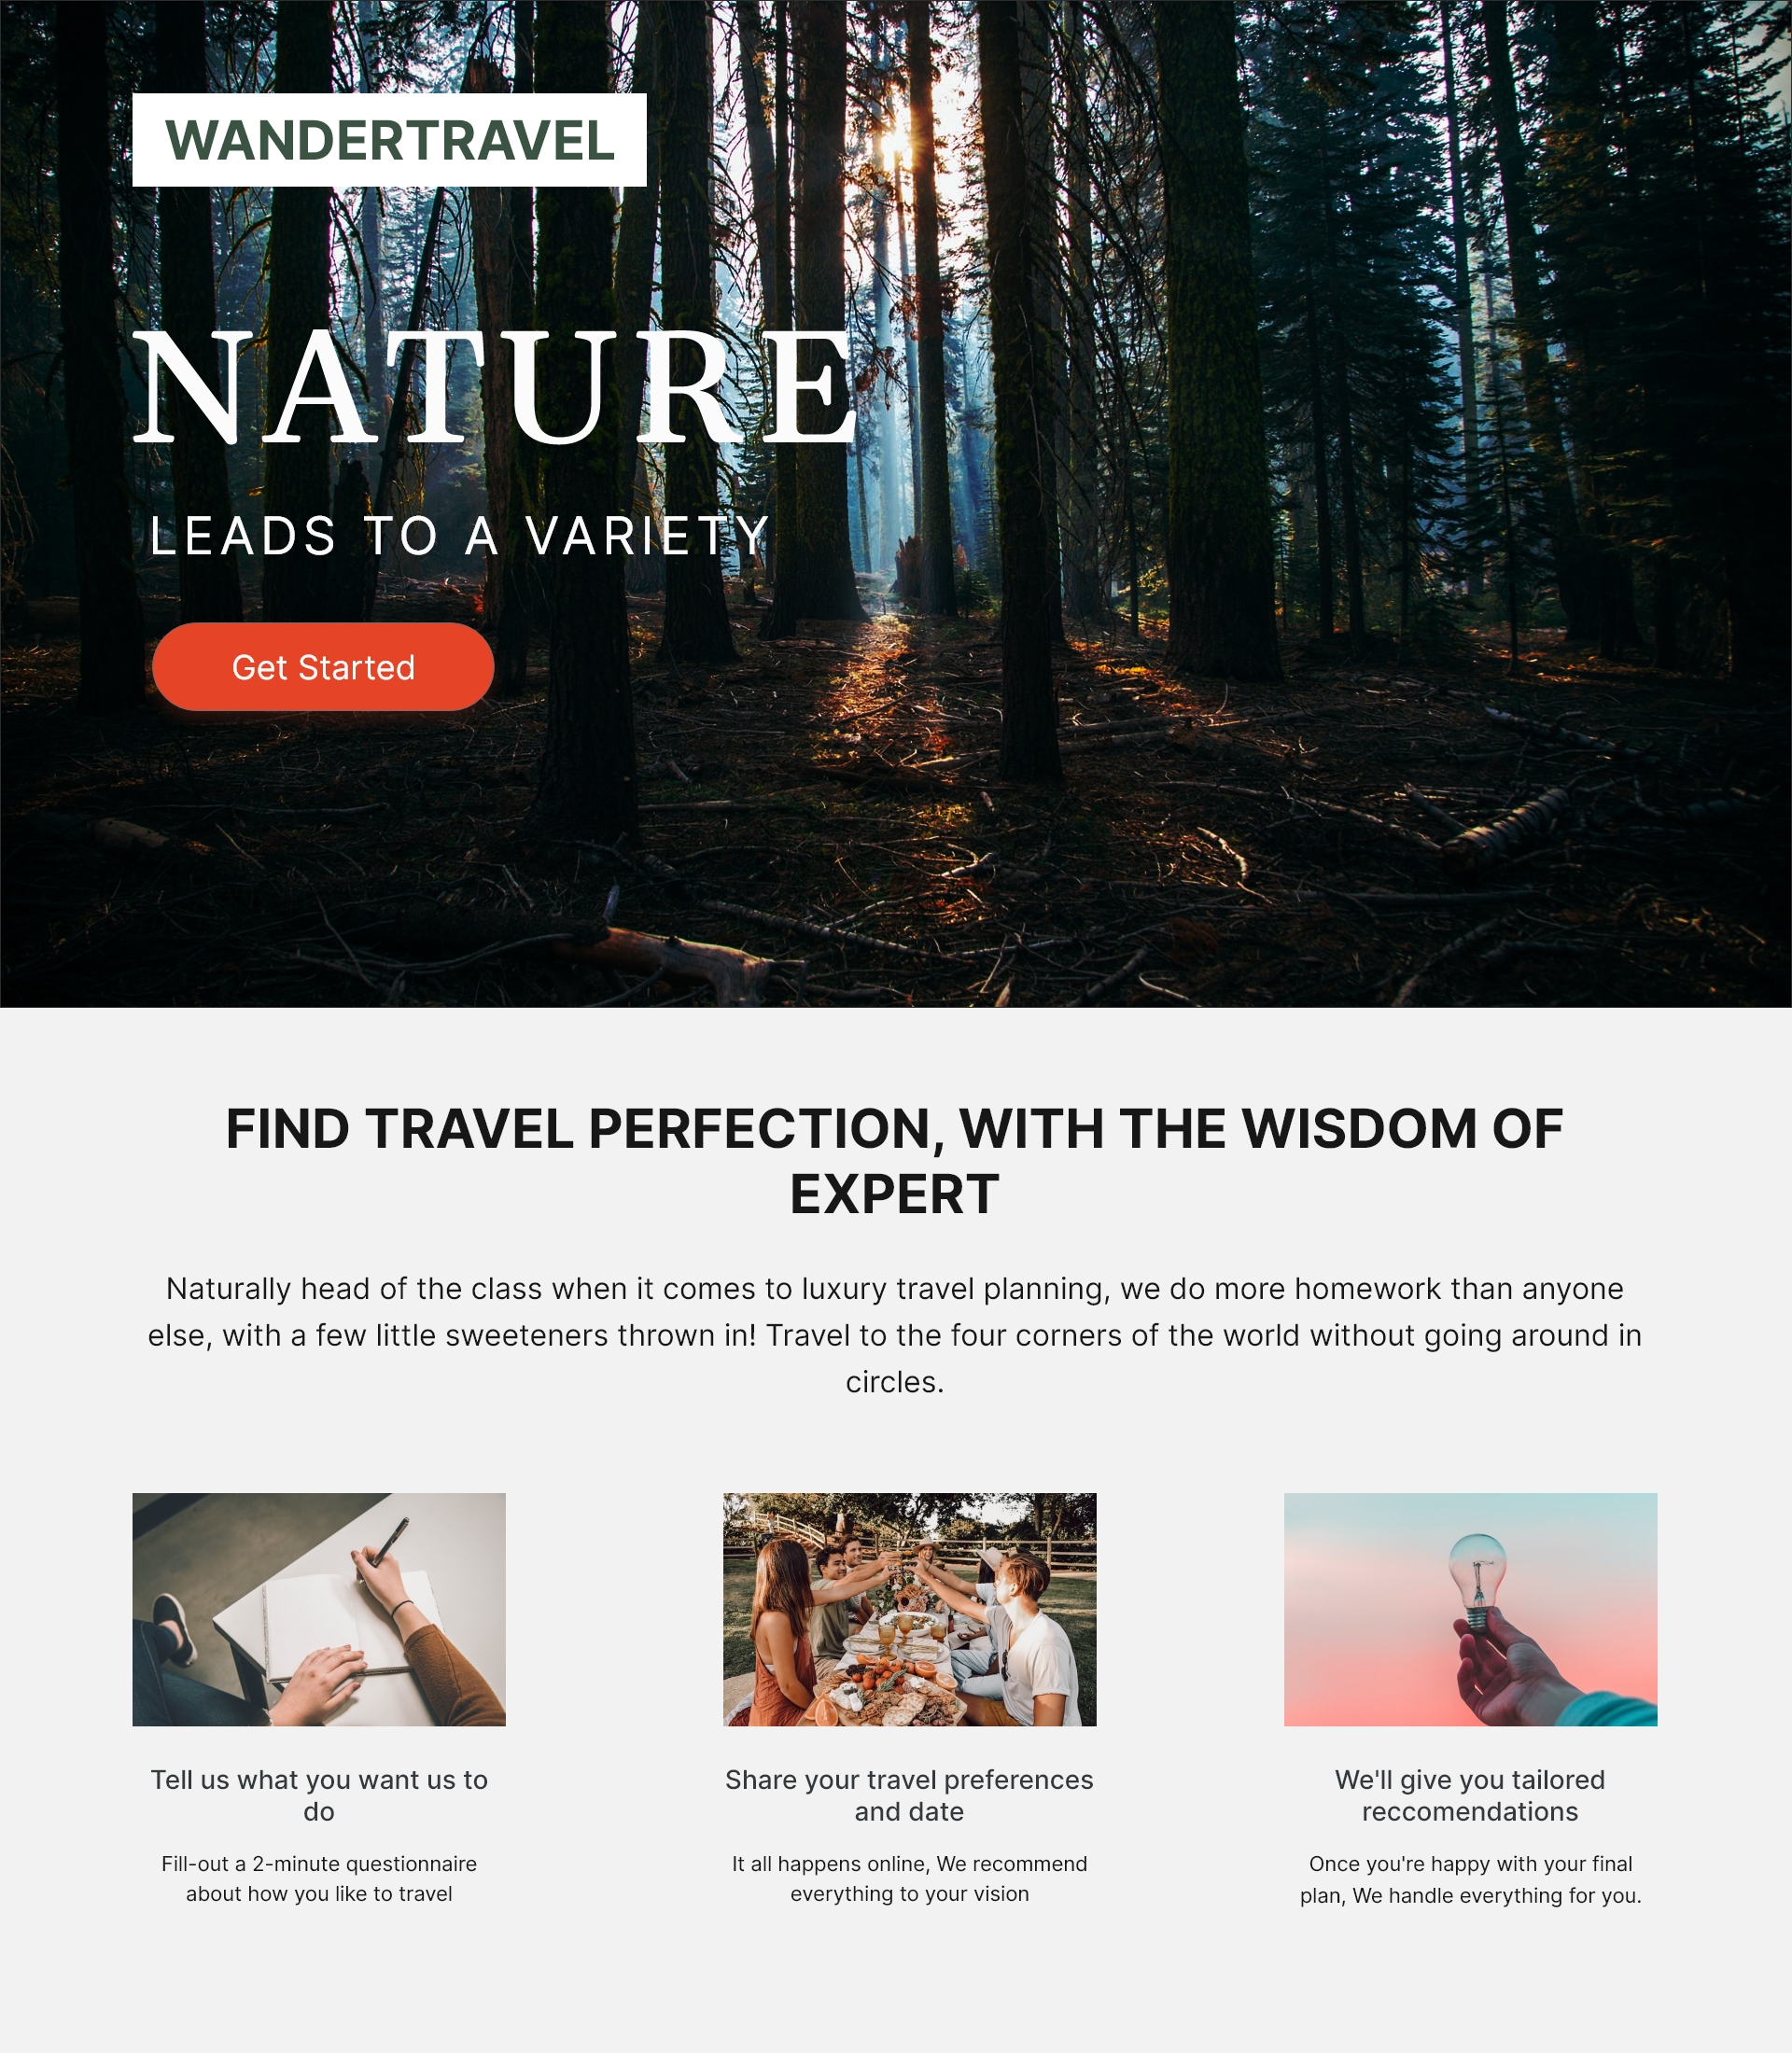 WANDERTRAVEL
NATURE
LEADS TO A VARIETY
Get Started
FIND TRAVEL PERFECTION, WITH THE WISDOM OF
EXPERT
Naturally head of the class when it comes to luxury travel planning, we do more homework than anyone
else, with a few little sweeteners thrown in! Travel to the four corners of the world without going around in
circles.
Tell us what you want us to
do
Fill-out a 2-minute questionnaire
about how you like to travel
Share your travel preferences
and date
It all happens online, We recommend
everything to your vision
We'll give you tailored
reccomendations
Once you're happy with your final
plan, We handle everything for you.